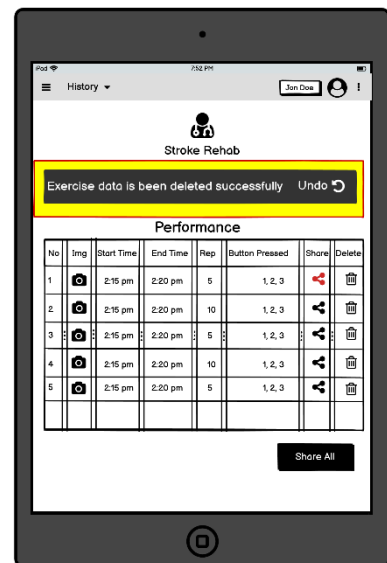 iPod 7:52 PM
History Jon Doe
Stroke Rehab
Exercise data is been deleted successfully Undo
Performance
No Img Start Time End Time Rep Button Pressed Share Delete
1 2:15 pm 2:20 pm 5 1, 2, 3
2 2:15 pm 2:20 pm 10 1, 2, 3
3 2:15 pm 2:20 pm 5 1, 2, 3
4 2:15 pm 2:20 pm 10 1, 2, 3
5 2:15 pm 2:20 pm 5 1, 2, 3
Share All